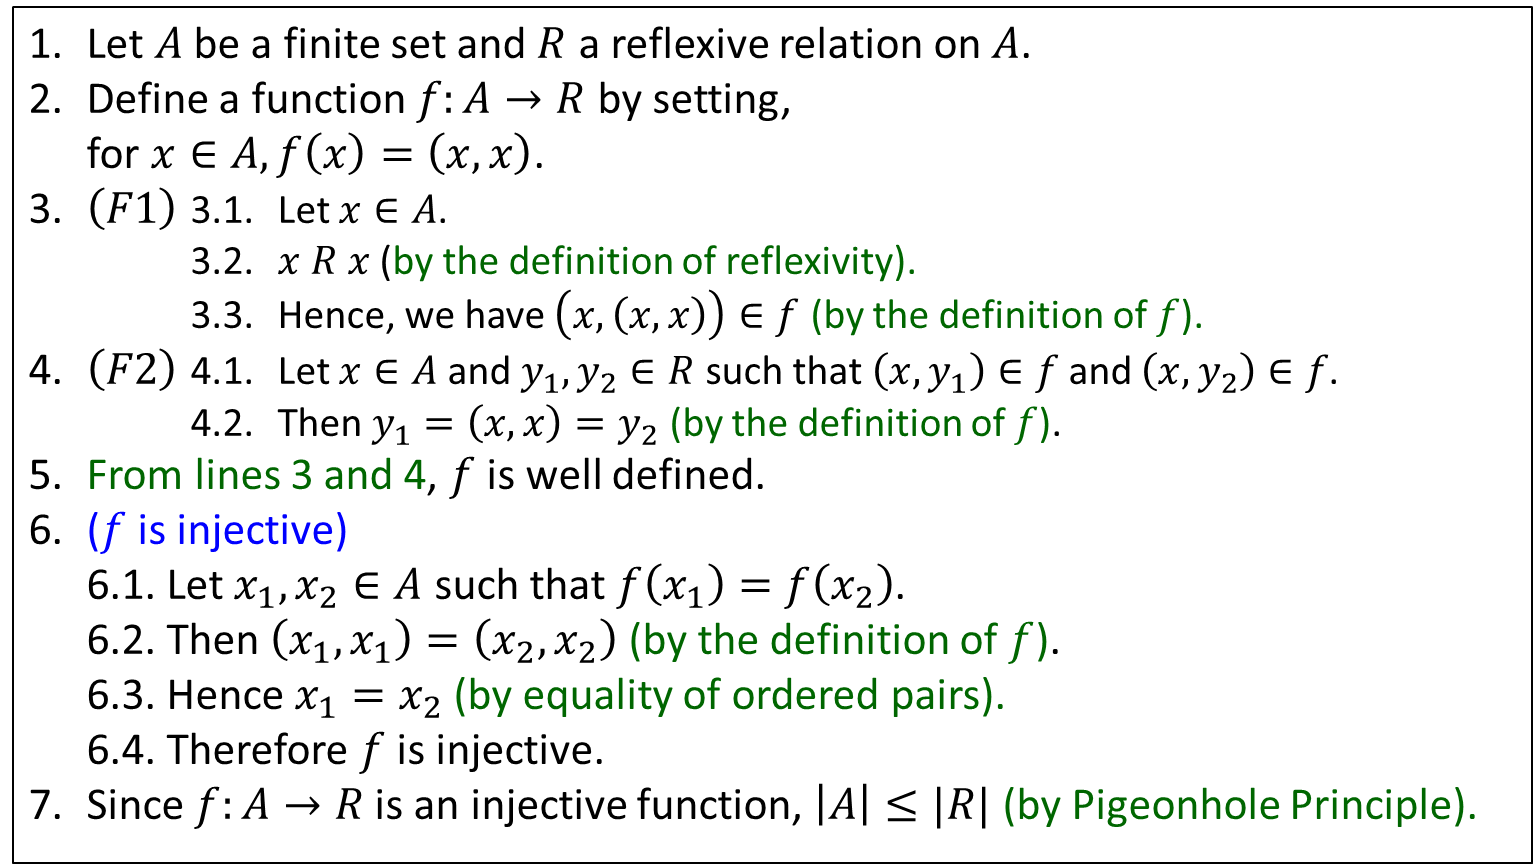 1. Let A be a finite set and R a reflexive relation on A.
2. Define a function f: A → R by setting,
for x ∈ A, f(x) = (x, x).
3. (F1) 3.1. Let x ∈ A.
3.2. x R x (by the definition of reflexivity).
3.3. Hence, we have (x, (x, x)) ∈ f (by the definition of f).
4. (F2) 4.1. Let x ∈ A and y₁, y₂ ∈ R such that (x, y₁) ∈ f and (x, y₂) ∈ f.
4.2. Then y₁ = (x, x) = y₂ (by the definition of f).
5. From lines 3 and 4, f is well defined.
6. (f is injective)
6.1. Let x₁, x₂ ∈ A such that f(x₁) = f(x₂).
6.2. Then (x₁, x₁) = (x₂, x₂) (by the definition of f).
6.3. Hence x₁ = x₂ (by equality of ordered pairs).
6.4. Therefore f is injective.
7. Since f: A → R is an injective function, |A| ≤ |R| (by Pigeonhole Principle).